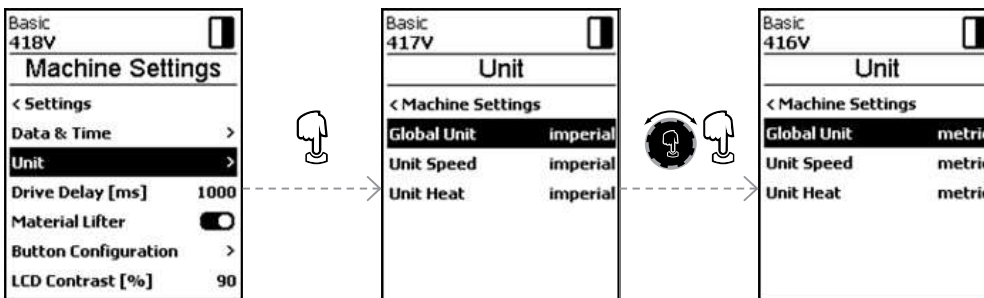 Basic
418V
Machine Settings
< Settings
Data & Time >
Unit >
Drive Delay [ms] 1000
Material Lifter
Button Configuration >
LCD Contrast [%] 90
Basic
417V
Unit
< Machine Settings
Global Unit imperial
Unit Speed imperial
Unit Heat imperial
Basic
416V
Unit
< Machine Settings
Global Unit metric
Unit Speed metric
Unit Heat metric